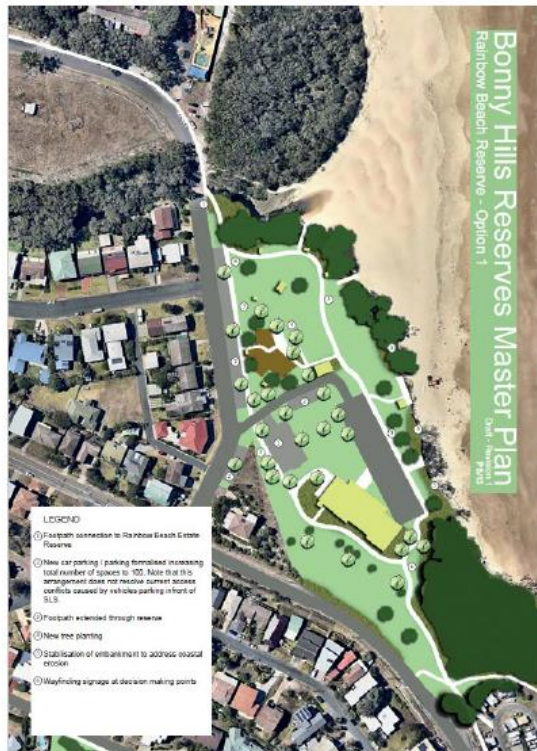 Bonny Hills Reserves Master Plan
Rainbow Beach Reserve - Option 1
Draft - Revision 1
LEGEND
Footpath connection to Rainbow Beach Estate
Reserve
New car parking / parking formalised increasing
total number of spaces to 100. Note that this
arrangement does not resolve current access
conflicts caused by vehicles parking infront of
SLS.
Footpath extended through reserve
New tree planting
Stabilisation of embankment to address coastal
erosion
Wayfinding signage at decision making points